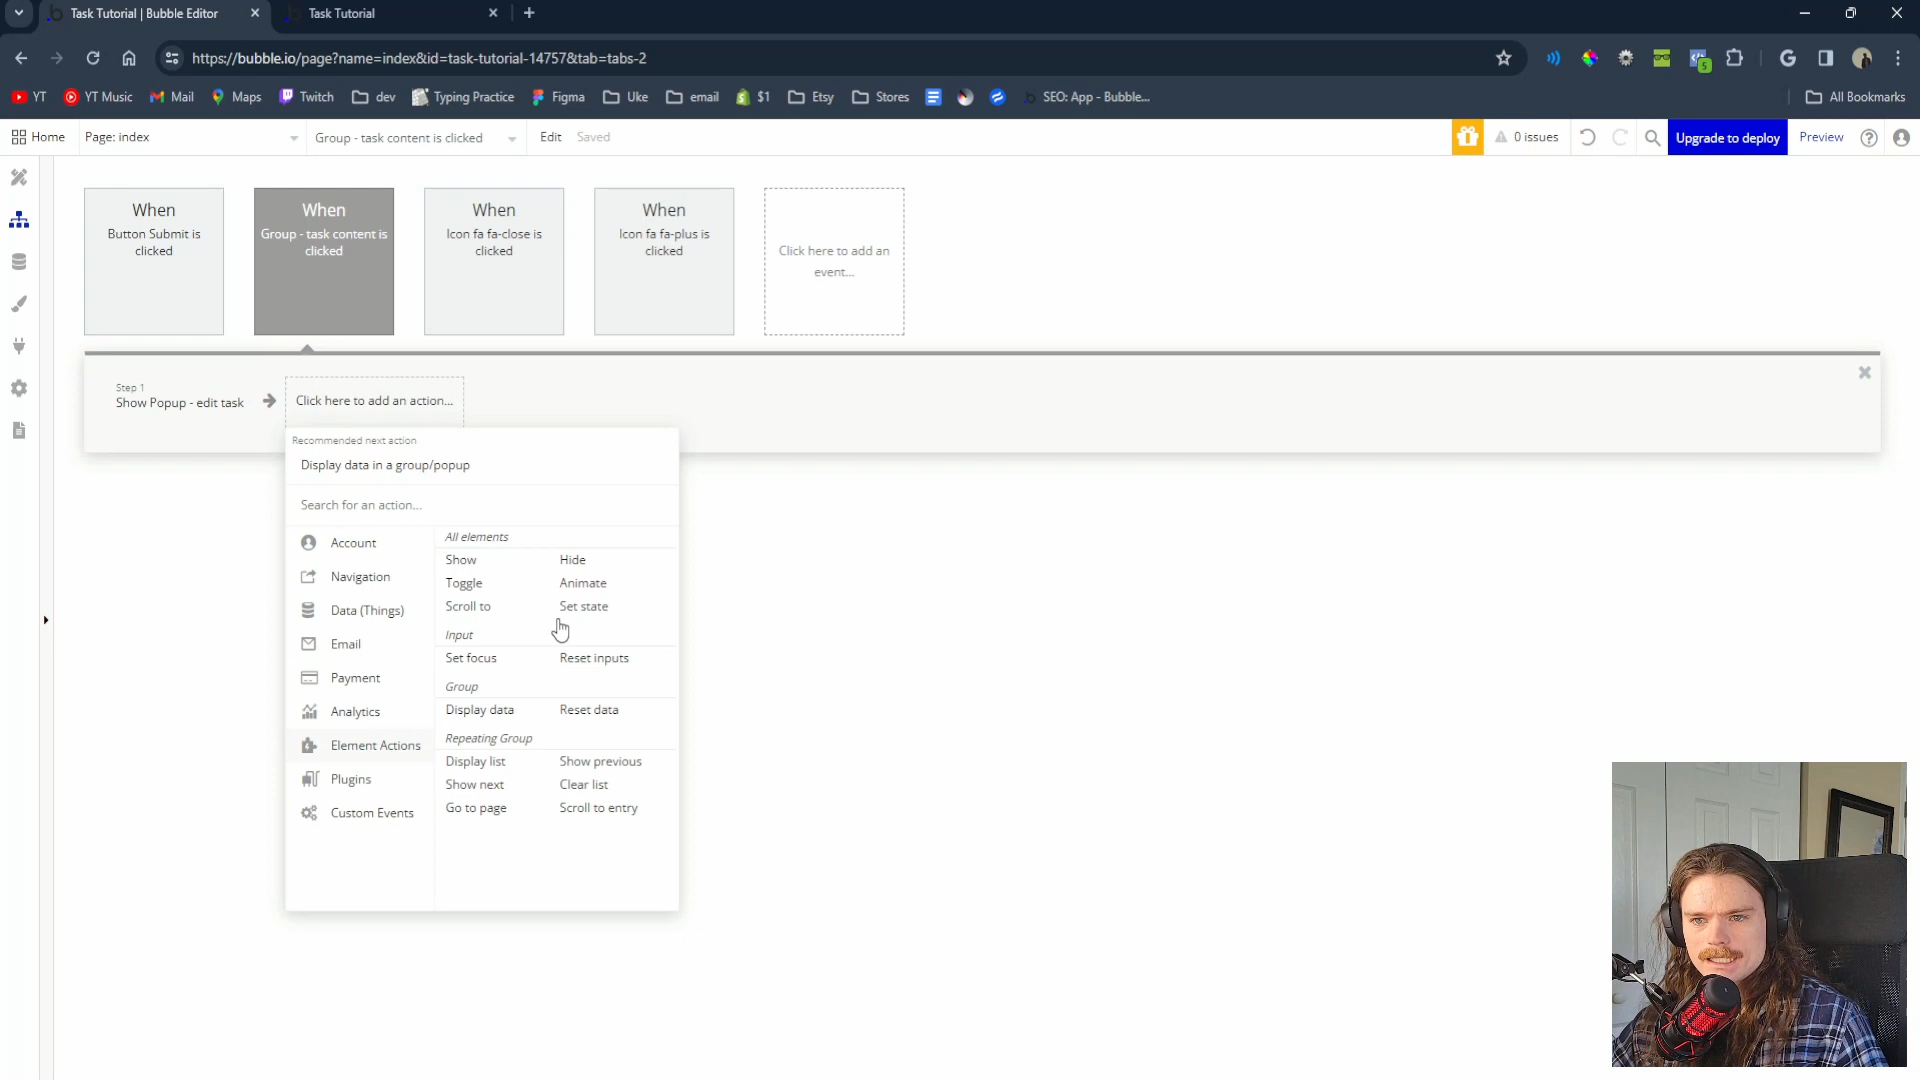 Task Tutorial | Bubble Editor
Task Tutorial
https://bubble.io/page?name=index&id=task-tutorial-14757&tab=tabs-2
5
YT
YT Music
Mail
Maps
Twitch
dev
Typing Practice
Figma
Uke
email
$1
Etsy
Stores
SEO: App - Bubble...
All Bookmarks
Home
Page: index
Group - task content is clicked
Edit
Saved
0 issues
Upgrade to deploy
Preview
When
Button Submit is
clicked
When
Group - task content is
clicked
When
Icon fa fa-close is
clicked
When
Icon fa fa-plus is
clicked
Click here to add an
event...
Step 1
Show Popup - edit task
Click here to add an action...
Recommended next action
Display data in a group/popup
Search for an action...
Account
Navigation
Data (Things)
Email
Payment
Analytics
Element Actions
Plugins
Custom Events
All elements
Show
Hide
Toggle
Animate
Scroll to
Set state
Input
Set focus
Reset inputs
Group
Display data
Reset data
Repeating Group
Display list
Show previous
Show next
Clear list
Go to page
Scroll to entry